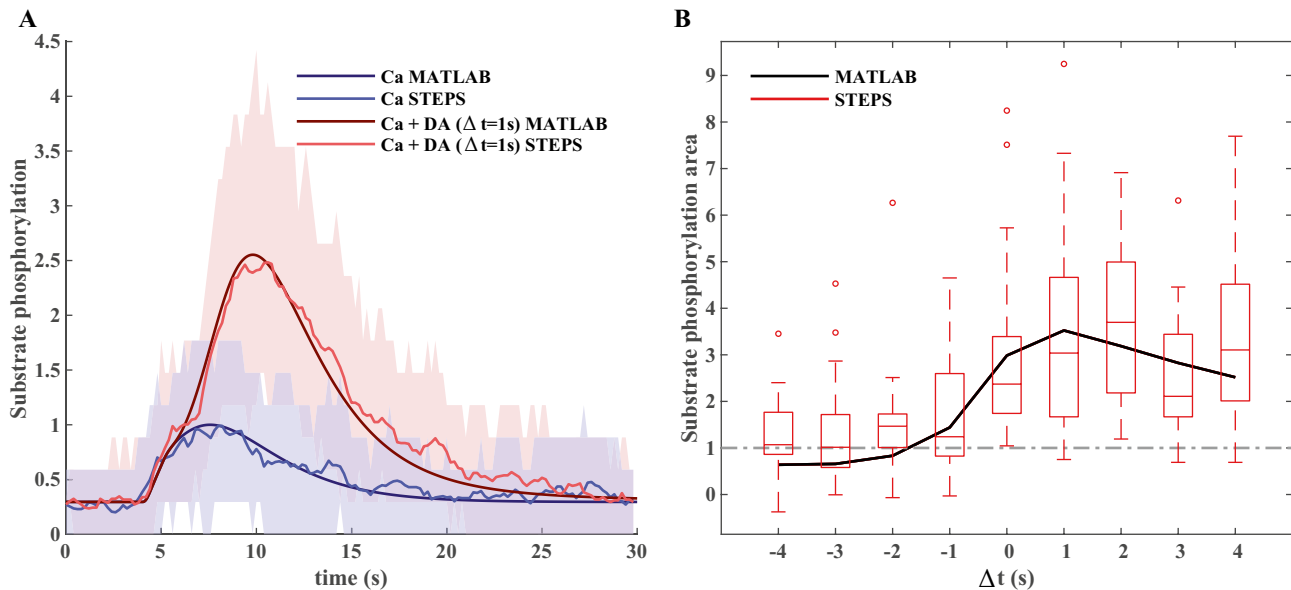 A
Substrate phosphorylation
4.5
4
3.5
3
2.5
2
1.5
1
0.5
0
0 5 10 15 20 25 30
time (s)
Ca MATLAB
Ca STEPS
Ca + DA (Δ t=1s) MATLAB
Ca + DA (Δ t=1s) STEPS
B
Substrate phosphorylation area
9
8
7
6
5
4
3
2
1
0
-4 -3 -2 -1 0 1 2 3 4
Δt (s)
MATLAB
STEPS